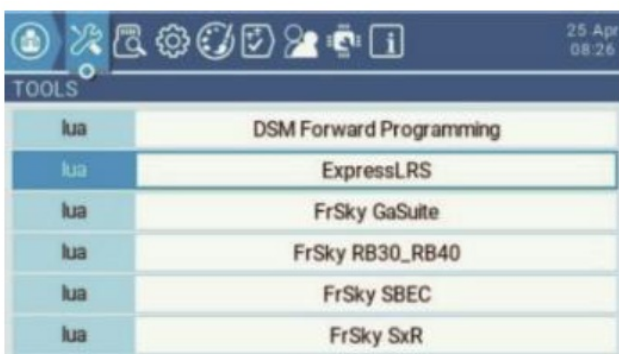 25 Apr
08:26
TOOLS
lua DSM Forward Programming
lua ExpressLRS
lua FrSky GaSuite
lua FrSky RB30_RB40
lua FrSky SBEC
lua FrSky SxR